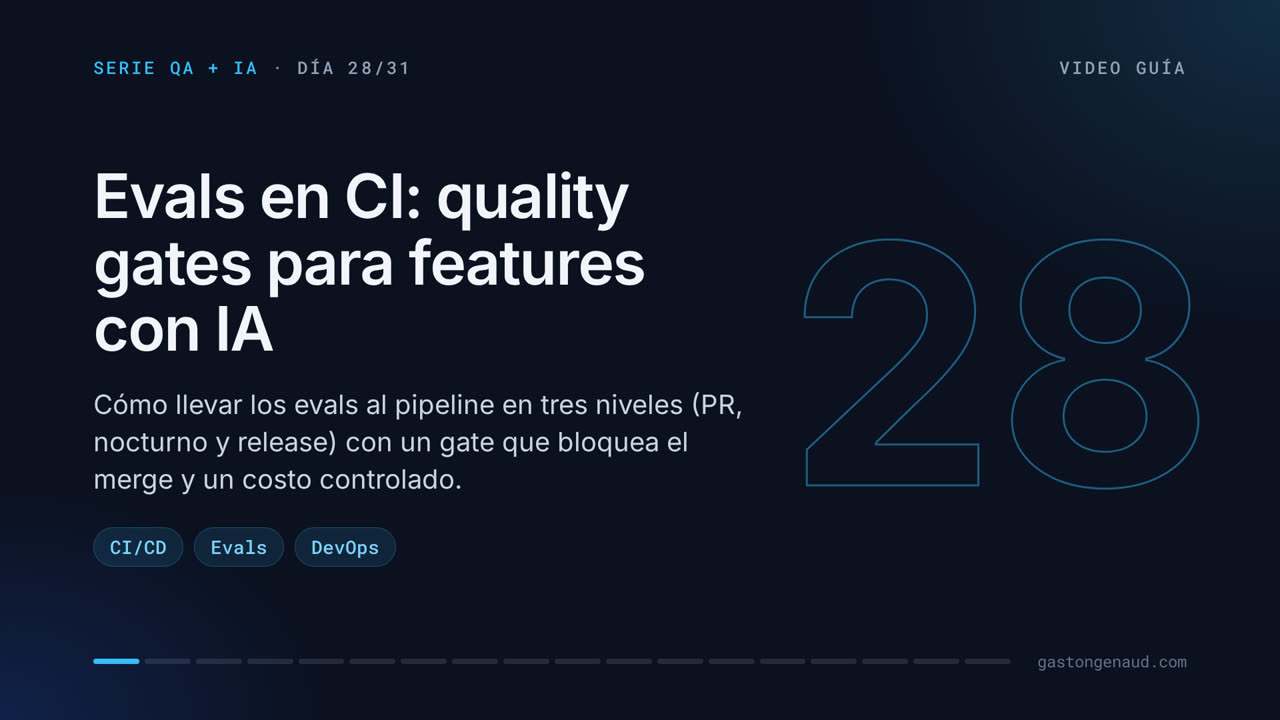 SERIE QA + IA · DÍA 28/31
VIDEO GUÍA
Evals en CI: quality
gates para features
con IA
28
Cómo llevar los evals al pipeline en tres niveles (PR,
nocturno y release) con un gate que bloquea el
merge y un costo controlado.
CI/CD
Evals
DevOps
gastongenaud.com